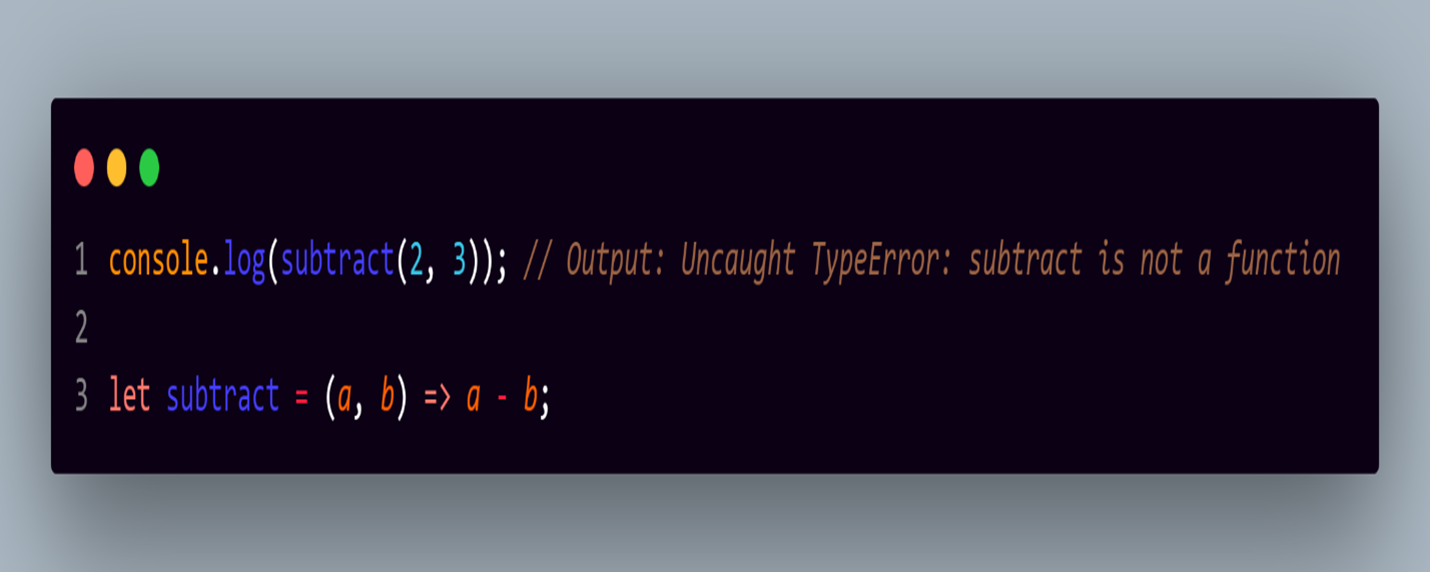 1 console.log(subtract(2, 3)); // Output: Uncaught TypeError: subtract is not a function
2
3 let subtract = (a, b) => a - b;